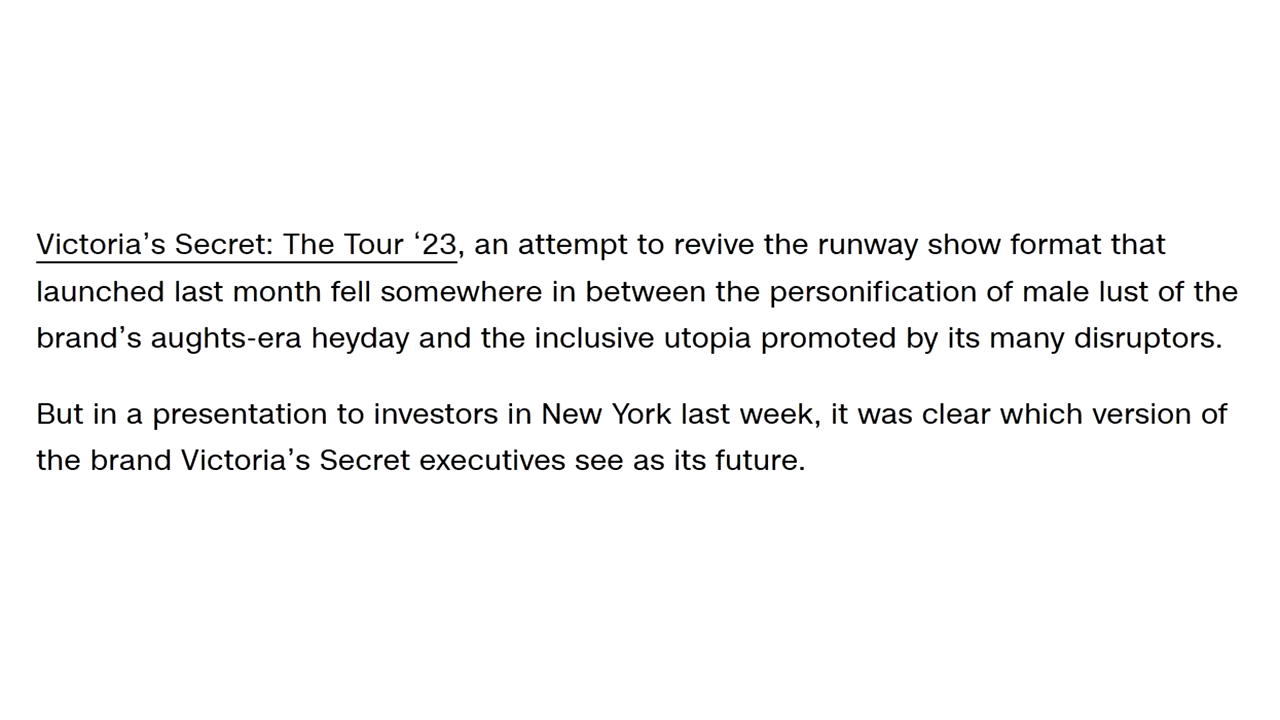 Victoria’s Secret: The Tour ‘23, an attempt to revive the runway show format that
launched last month fell somewhere in between the personification of male lust of the
brand’s aughts-era heyday and the inclusive utopia promoted by its many disruptors.
But in a presentation to investors in New York last week, it was clear which version of
the brand Victoria’s Secret executives see as its future.